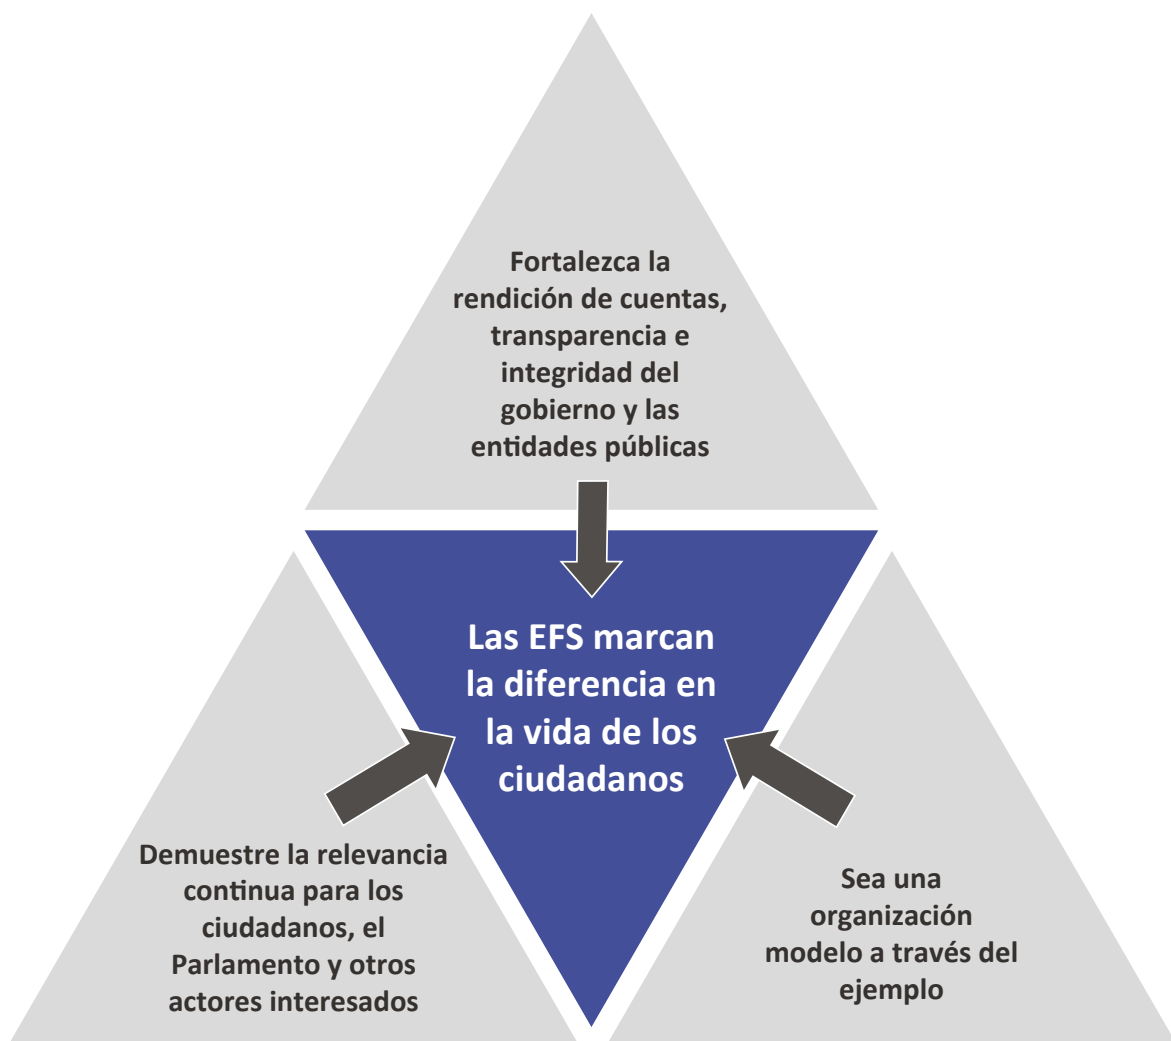 Fortalezca la
rendición de cuentas,
transparencia e
integridad del
gobierno y las
entidades públicas
Las EFS marcan
la diferencia en
la vida de los
ciudadanos
Demuestre la relevancia
continua para los
ciudadanos, el
Parlamento y otros
actores interesados
Sea una
organización
modelo a través del
ejemplo